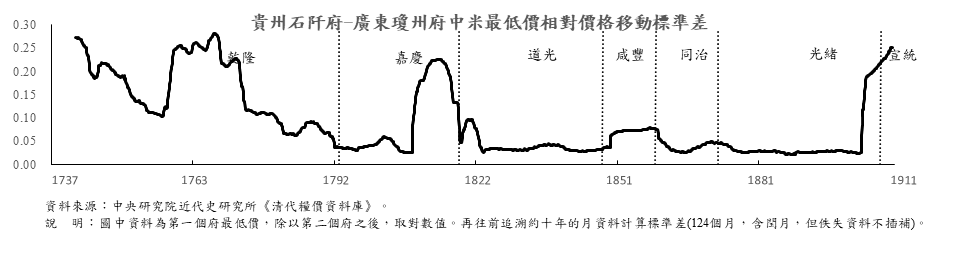 貴州石阡府-廣東瓊州府中米最低價相對價格移動標準差
0.30
0.25
0.20
0.15
0.10
0.05
0.00
乾隆
嘉慶
道光
咸豐
同治
光緒
宣統
1737
1763
1792
1822
1851
1881
1911
資料來源：中央研究院近代史研究所《清代糧價資料庫》。
說　明：圖中資料為第一個府最低價，除以第二個府之後，取對數值。再往前追溯約十年的月資料計算標準差(124個月，含閏月，但佚失資料不插補)。